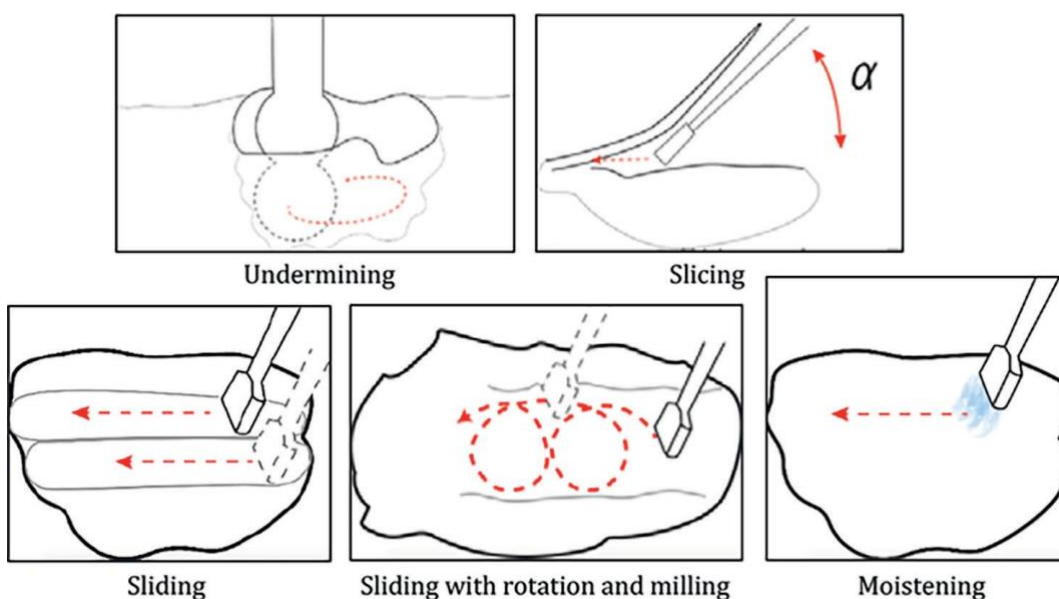 α
Undermining
Slicing
Sliding
Sliding with rotation and milling
Moistening